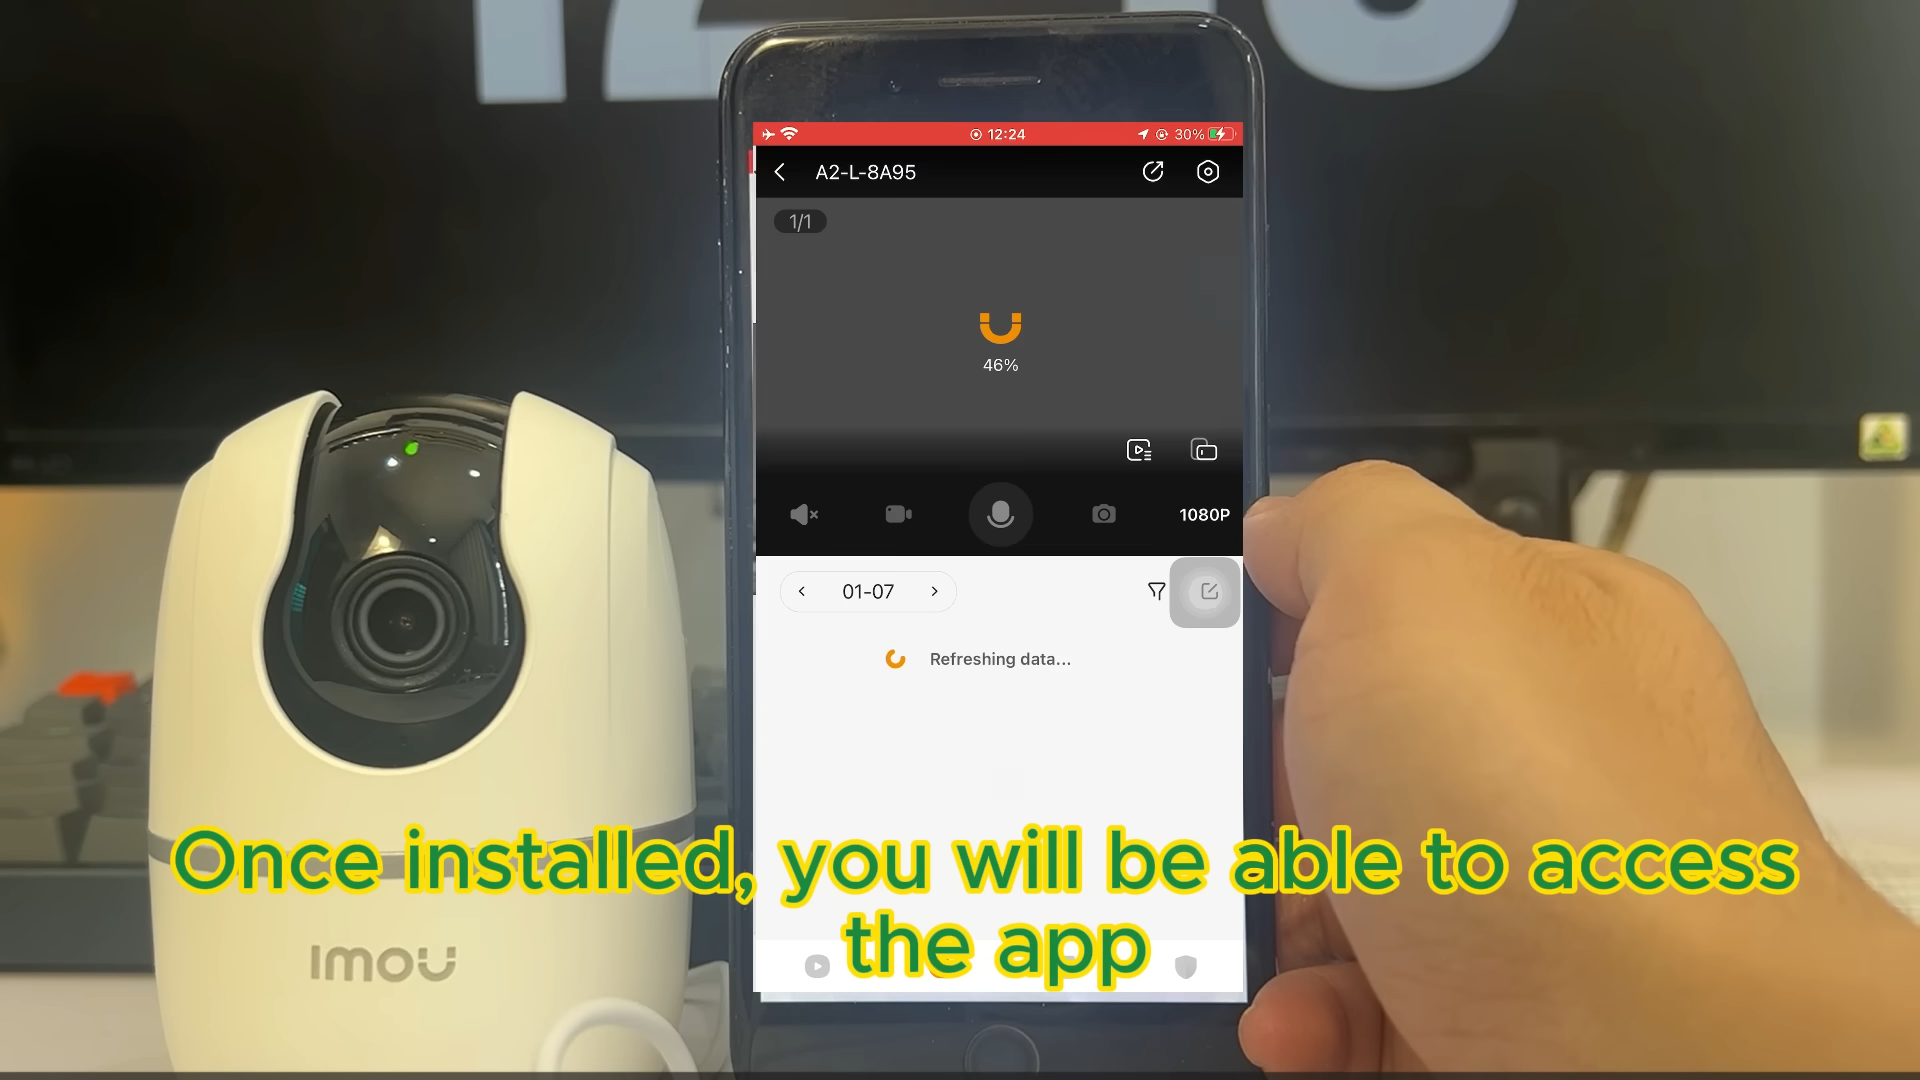 12:24
30%
A2-L-8A95
1/1
46%
1080P
01-07
Refreshing data...
Once installed, you will be able to access
the app
imou